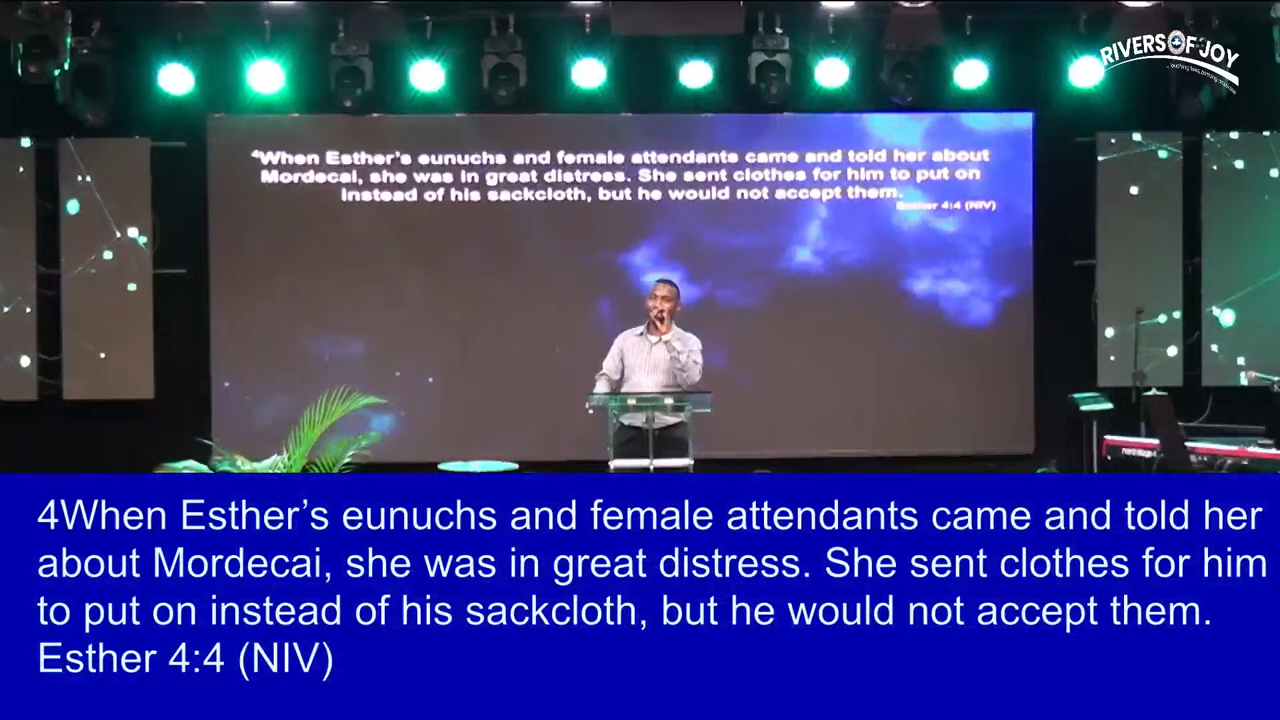 RIVERS OF JOY
4When Esther's eunuchs and female attendants came and told her about
Mordecai, she was in great distress. She sent clothes for him to put on
instead of his sackcloth, but he would not accept them.
Esther 4:4 (NIV)
4When Esther's eunuchs and female attendants came and told her
about Mordecai, she was in great distress. She sent clothes for him
to put on instead of his sackcloth, but he would not accept them.
Esther 4:4 (NIV)